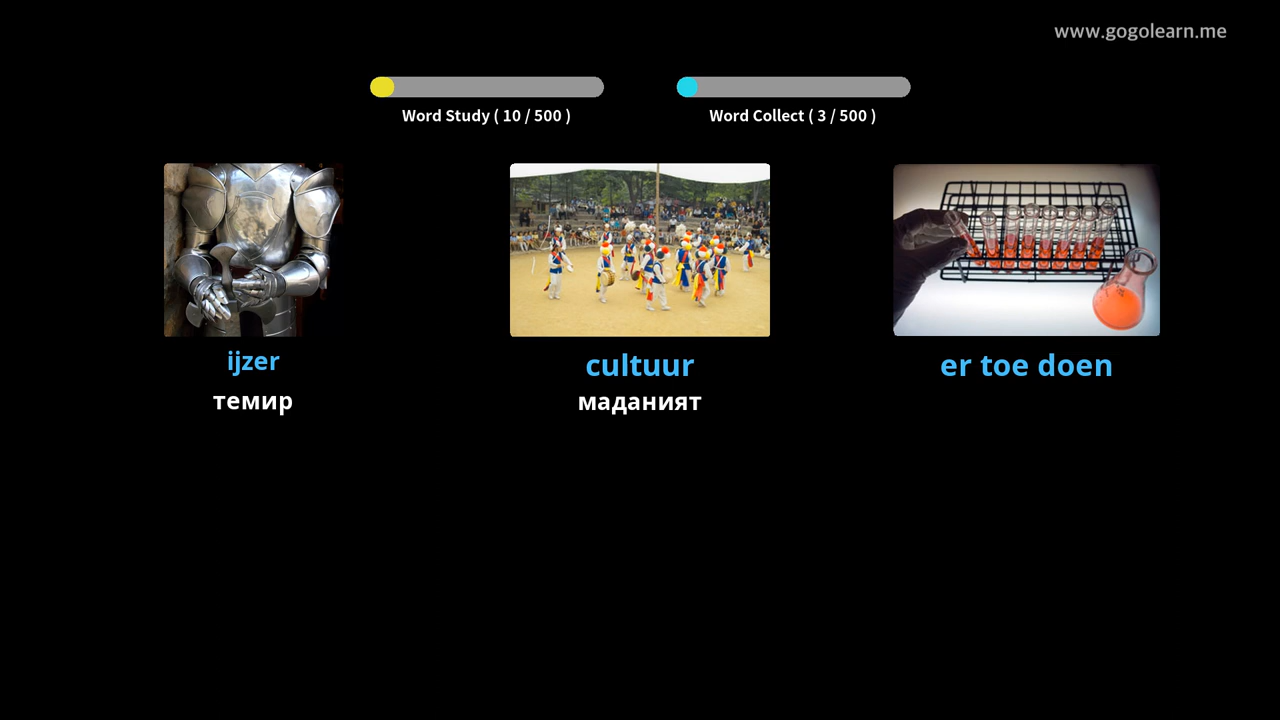 www.gogolearn.me
Word Study ( 10 / 500 )
Word Collect ( 3 / 500 )
ijzer
cultuur
er toe doen
темир
маданият